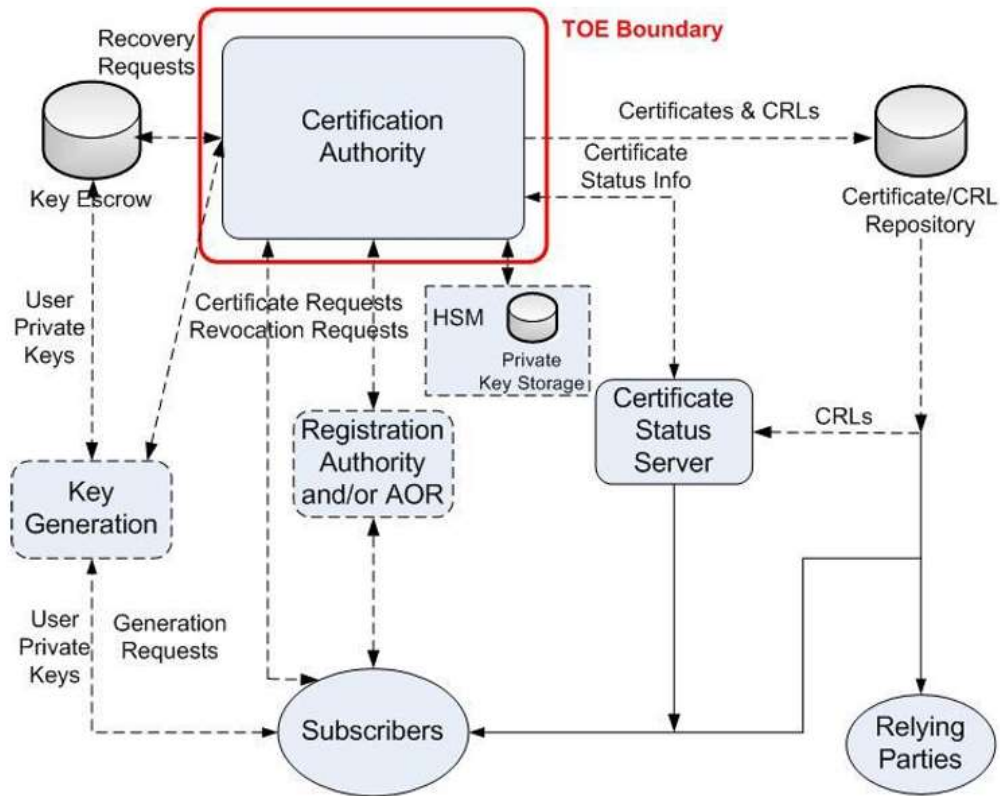 TOE Boundary
Recovery
Requests
Certification
Authority
Certificates & CRLs
Certificate
Status Info
Key Escrow
Certificate/CRL
Repository
User
Private
Keys
Certificate Requests
Revocation Requests
HSM
Private
Key Storage
Certificate
Status
Server
CRLs
Registration
Authority
and/or AOR
Key
Generation
User
Private
Keys
Generation
Requests
Subscribers
Relying
Parties